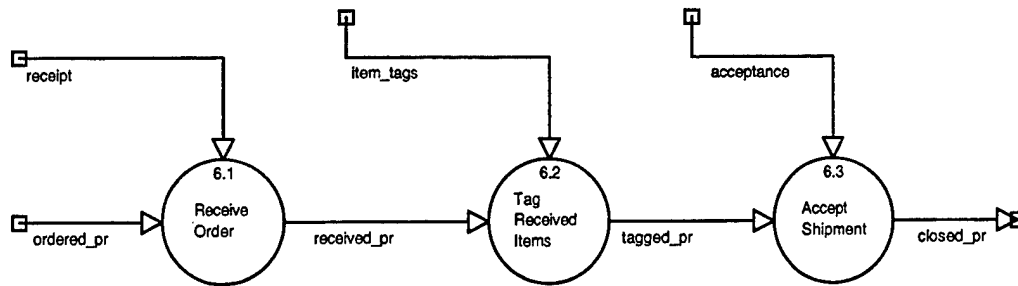 receipt
item_tags
acceptance
6.1
Receive
Order
6.2
Tag
Received
Items
6.3
Accept
Shipment
ordered_pr
received_pr
tagged_pr
closed_pr